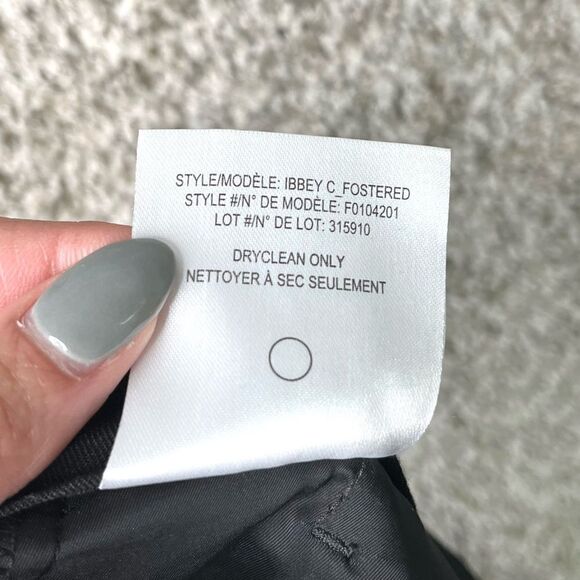 STYLE/MODÈLE: IBBEY C_FOSTERED
STYLE #/N° DE MODÈLE: F0104201
LOT #/N° DE LOT: 315910
DRYCLEAN ONLY
NETTOYER À SEC SEULEMENT